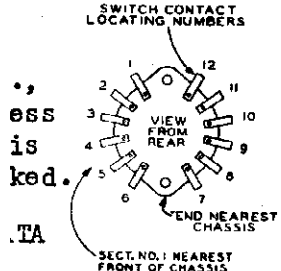 SWITCH CONTACT
LOCATING NUMBERS
1
12
2
11
3
10
4
9
5
8
6
7
VIEW
FROM
REAR
.,
ess
is
ked.
.TA
END NEAREST
CHASSIS
SECT. NO. 1 NEAREST
FRONT OF CHASSIS